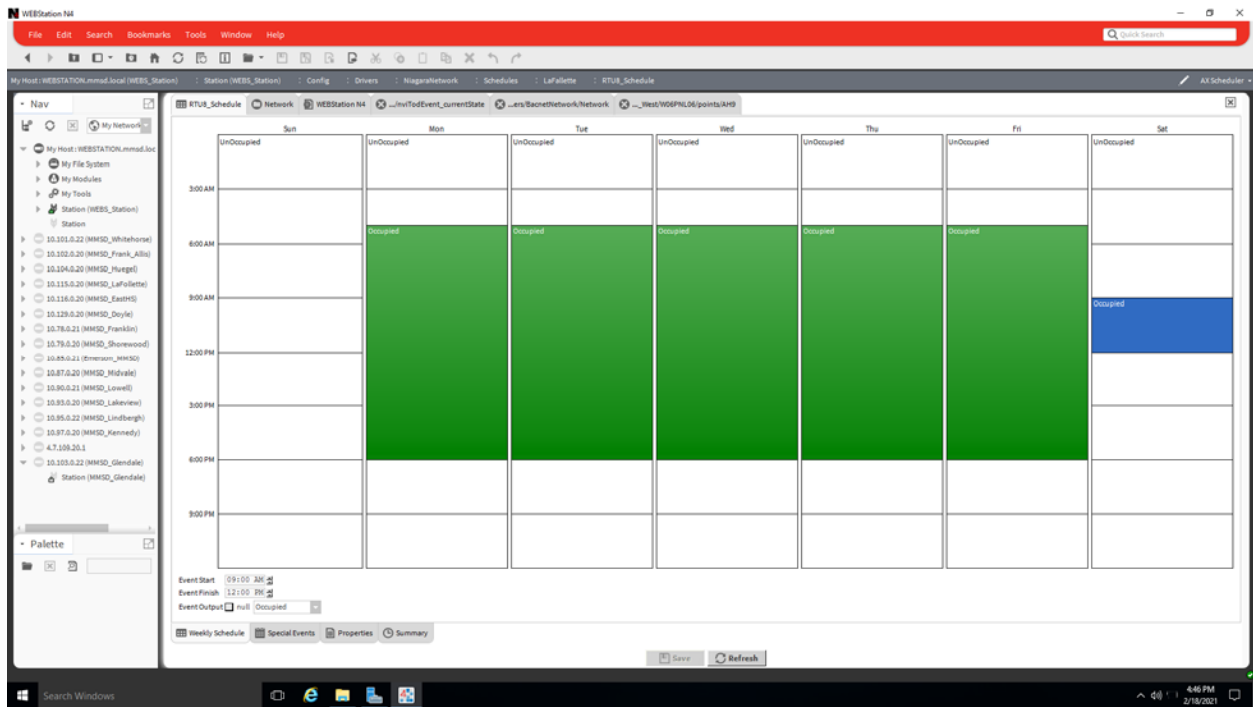 WEBStation N4
File Edit Search Bookmarks Tools Window Help
Quick Search
My Host : WEBSTATION.mmsd.local (WEBS_Station) : Station (WEBS_Station) : Config : Drivers : NiagaraNetwork : Schedules : LaFallette : RTU8_Schedule
AX Scheduler
Nav
RTU8_Schedule Network WEBStation N4 .../nviTodEvent_currentState ...ers/BacnetNetwork/Network ..._West/W06PNL06/points/AH9
My Network
My Host : WEBSTATION.mmsd.loc
My File System
My Modules
My Tools
Station (WEBS_Station)
Station
10.101.0.22 (MMSD_Whitehorse)
10.102.0.20 (MMSD_Frank_Allis)
10.104.0.20 (MMSD_Huegel)
10.115.0.20 (MMSD_LaFollette)
10.116.0.20 (MMSD_EastHS)
10.129.0.20 (MMSD_Doyle)
10.78.0.21 (MMSD_Franklin)
10.79.0.20 (MMSD_Shorewood)
10.85.0.21 (Emerson_MMSD)
10.87.0.20 (MMSD_Midvale)
10.90.0.21 (MMSD_Lowell)
10.93.0.20 (MMSD_Lakeview)
10.95.0.22 (MMSD_Lindbergh)
10.97.0.20 (MMSD_Kennedy)
4.7.109.20.1
10.103.0.22 (MMSD_Glendale)
Station (MMSD_Glendale)
Palette
Sun Mon Tue Wed Thu Fri Sat
UnOccupied UnOccupied UnOccupied UnOccupied UnOccupied UnOccupied UnOccupied
3:00 AM
Occupied Occupied Occupied Occupied Occupied
6:00 AM
9:00 AM
Occupied
12:00 PM
3:00 PM
6:00 PM
9:00 PM
Event Start 09:00 AM
Event Finish 12:00 PM
Event Output null Occupied
Weekly Schedule Special Events Properties Summary
Save Refresh
Search Windows
4:46 PM
2/18/2021